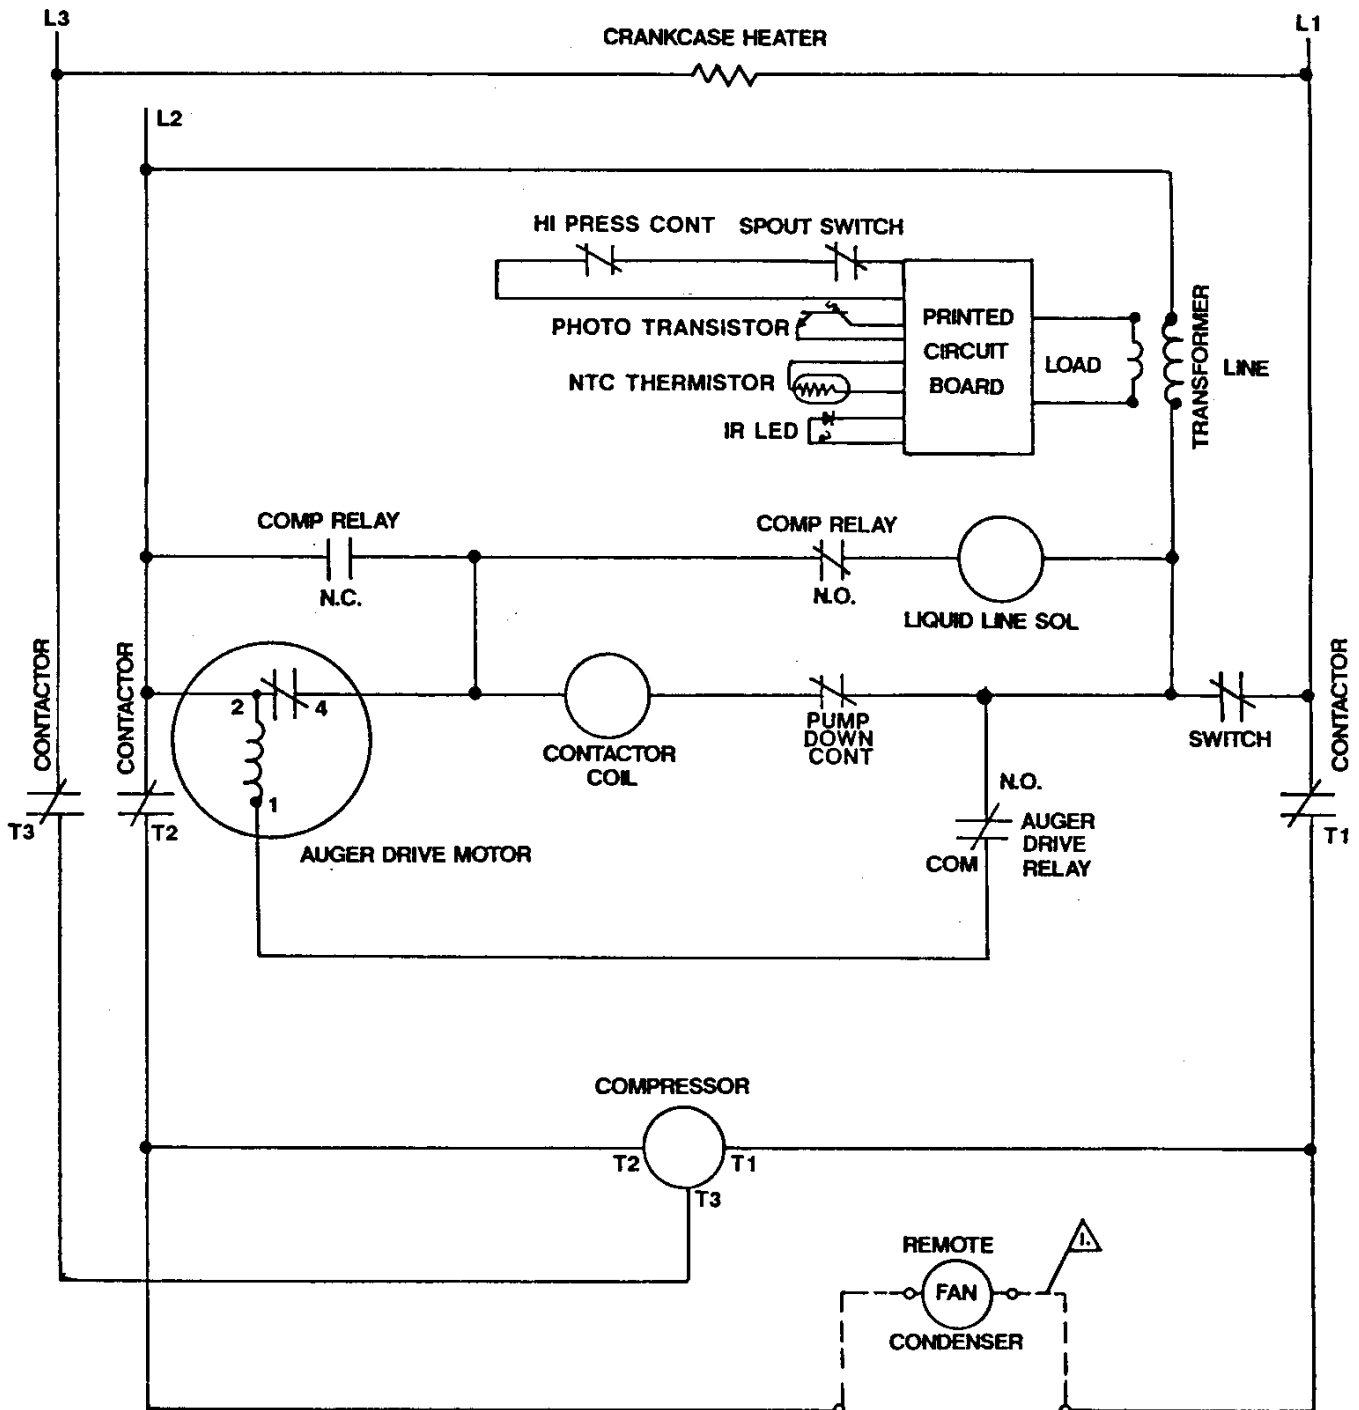 L3
L1
CRANKCASE HEATER
L2
HI PRESS CONT
SPOUT SWITCH
PHOTO TRANSISTOR
NTC THERMISTOR
IR LED
PRINTED
CIRCUIT
BOARD
LOAD
TRANSFORMER
LINE
COMP RELAY
N.C.
COMP RELAY
N.O.
LIQUID LINE SOL
CONTACTOR
CONTACTOR
2
4
1
CONTACTOR
COIL
PUMP
DOWN
CONT
SWITCH
CONTACTOR
T3
T2
AUGER DRIVE MOTOR
N.O.
AUGER
DRIVE
RELAY
COM
T1
COMPRESSOR
T2
T1
T3
REMOTE
FAN
CONDENSER
1.